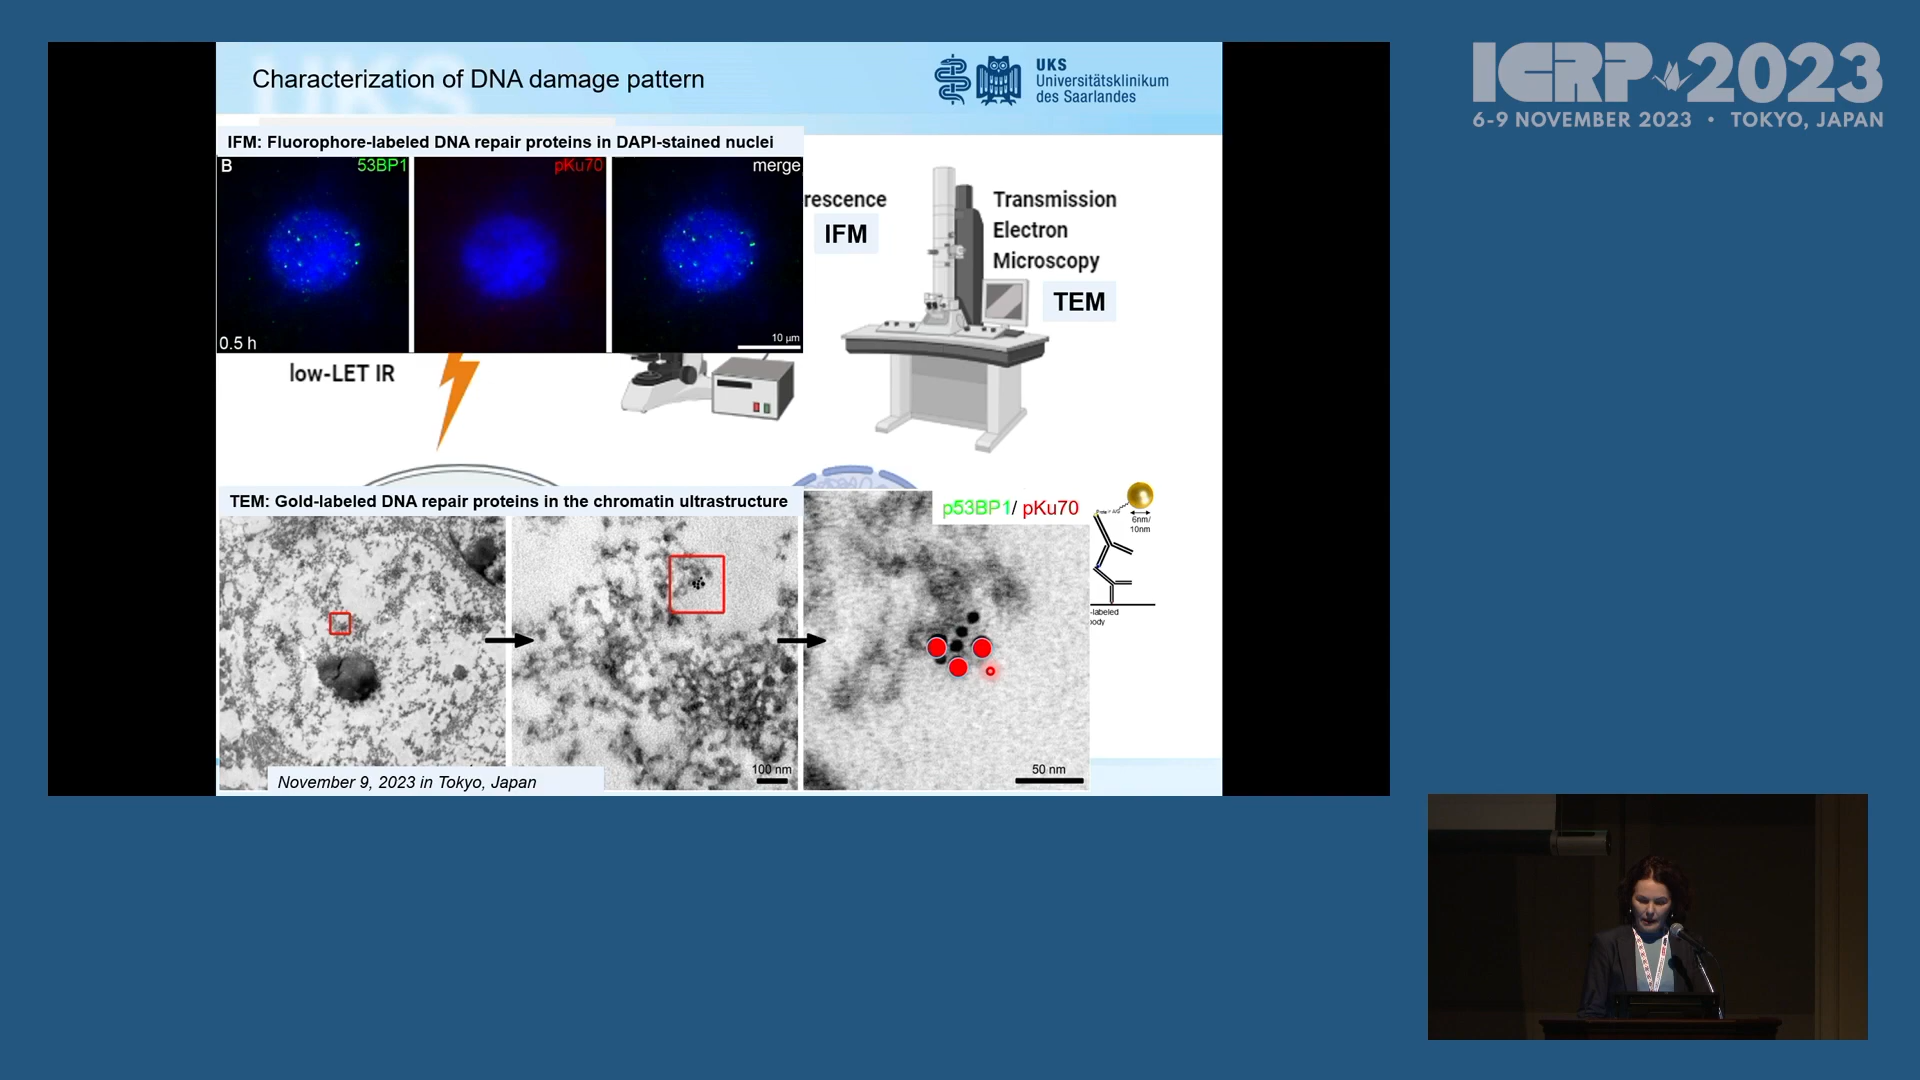 Characterization of DNA damage pattern
UKS
Universitätsklinikum
des Saarlandes
ICRP 2023
6-9 NOVEMBER 2023 • TOKYO, JAPAN
IFM: Fluorophore-labeled DNA repair proteins in DAPI-stained nuclei
B
53BP1
pKu70
merge
0.5 h
10 µm
rescence
IFM
Transmission
Electron
Microscopy
TEM
low-LET IR
TEM: Gold-labeled DNA repair proteins in the chromatin ultrastructure
p53BP1/ pKu70
6nm/
10nm
-labeled
ody
100 nm
50 nm
November 9, 2023 in Tokyo, Japan